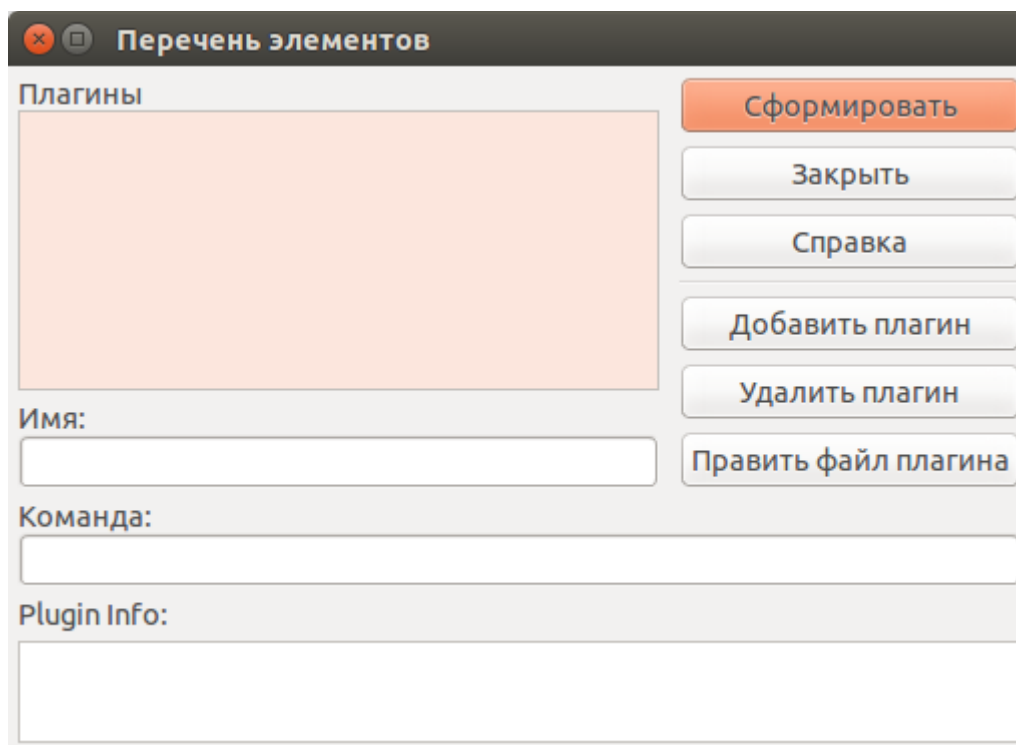 Перечень элементов
Плагины
Сформировать
Закрыть
Справка
Добавить плагин
Удалить плагин
Имя:
Править файл плагина
Команда:
Plugin Info: